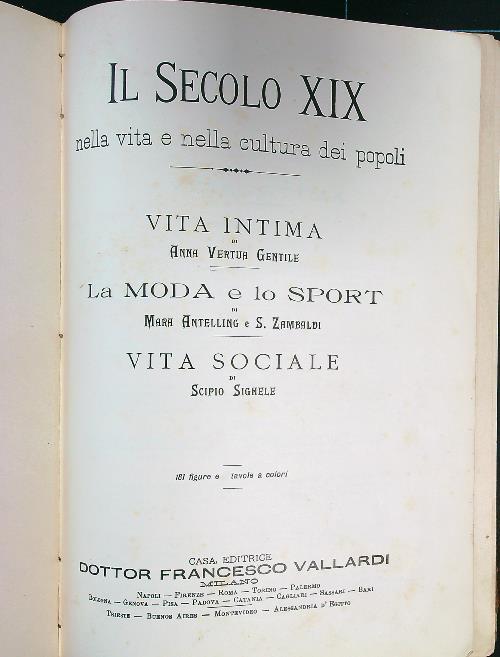 IL SECOLO XIX
nella vita e nella cultura dei popoli
VITA INTIMA
DI
ANNA VERTUA GENTILE
LA MODA e lo SPORT
DI
MARA ANTELLING e S. ZAMBALDI
VITA SOCIALE
DI
SCIPIO SIGHELE
181 figure e tavole a colori
CASA EDITRICE
DOTTOR FRANCESCO VALLARDI
MILANO
NAPOLI — FIRENZE — ROMA — TORINO — PALERMO
BOLOGNA — GENOVA — PISA — PADOVA — CATANIA — CAGLIARI — SASSARI — BARI
TRIESTE — BUENOS AIRES — MONTEVIDEO — ALESSANDRIA D' EGITTO